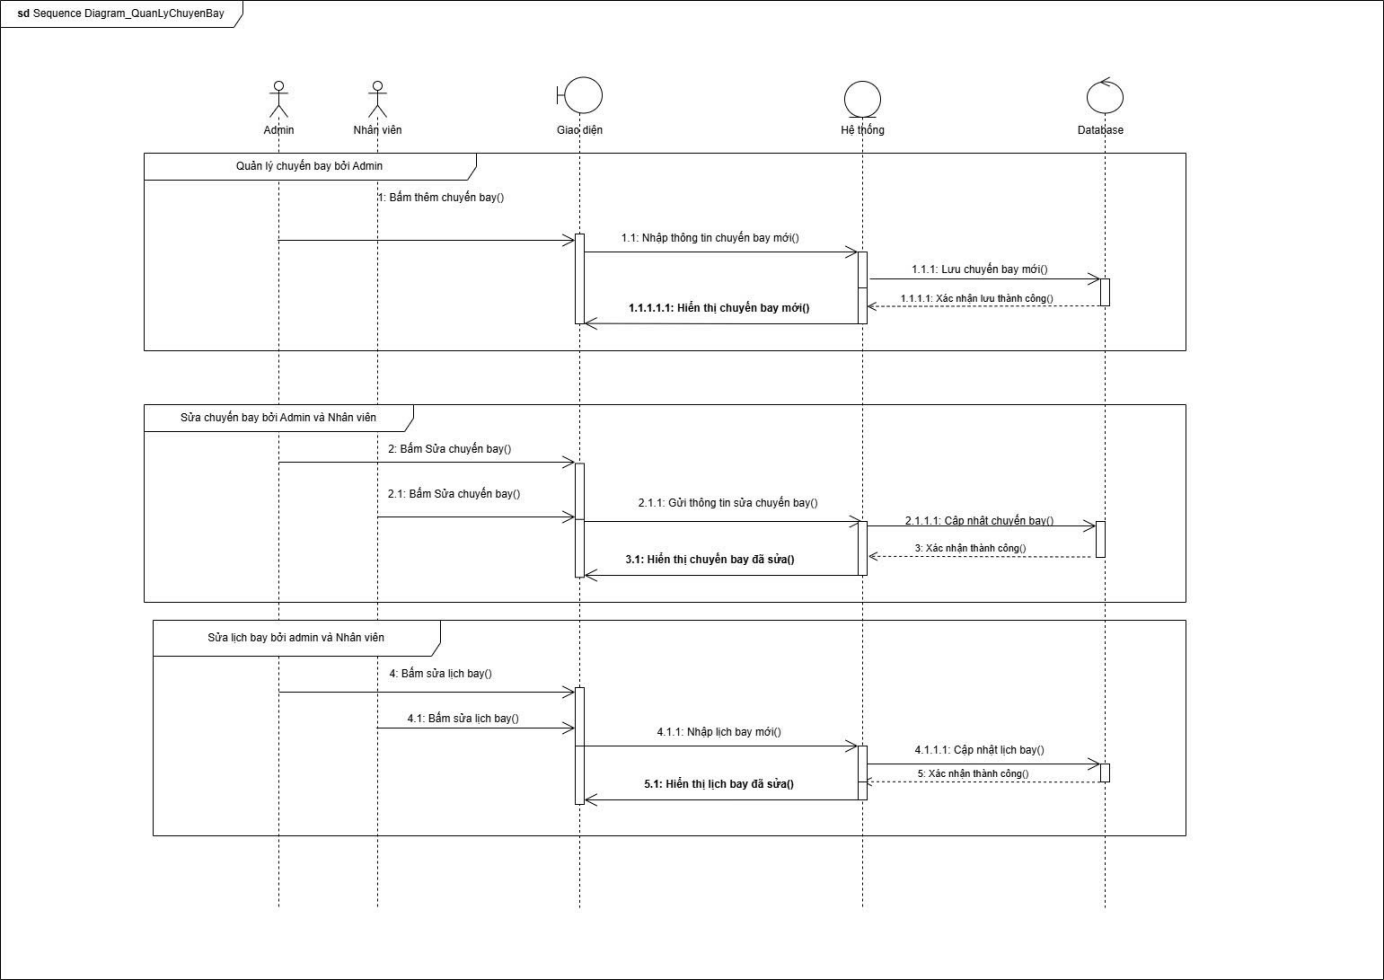 sd Sequence Diagram_QuanLyChuyenBay
Admin
Nhân viên
Giao diện
Hệ thống
Database
Quản lý chuyến bay bởi Admin
1: Bấm thêm chuyến bay()
1.1: Nhập thông tin chuyến bay mới()
1.1.1: Lưu chuyến bay mới()
1.1.1.1: Xác nhận lưu thành công()
1.1.1.1.1: Hiển thị chuyến bay mới()
Sửa chuyến bay bởi Admin và Nhân viên
2: Bấm Sửa chuyến bay()
2.1: Bấm Sửa chuyến bay()
2.1.1: Gửi thông tin sửa chuyến bay()
2.1.1.1: Cập nhật chuyến bay()
3: Xác nhận thành công()
3.1: Hiển thị chuyến bay đã sửa()
Sửa lịch bay bởi admin và Nhân viên
4: Bấm sửa lịch bay()
4.1: Bấm sửa lịch bay()
4.1.1: Nhập lịch bay mới()
4.1.1.1: Cập nhật lịch bay()
5: Xác nhận thành công()
5.1: Hiển thị lịch bay đã sửa()